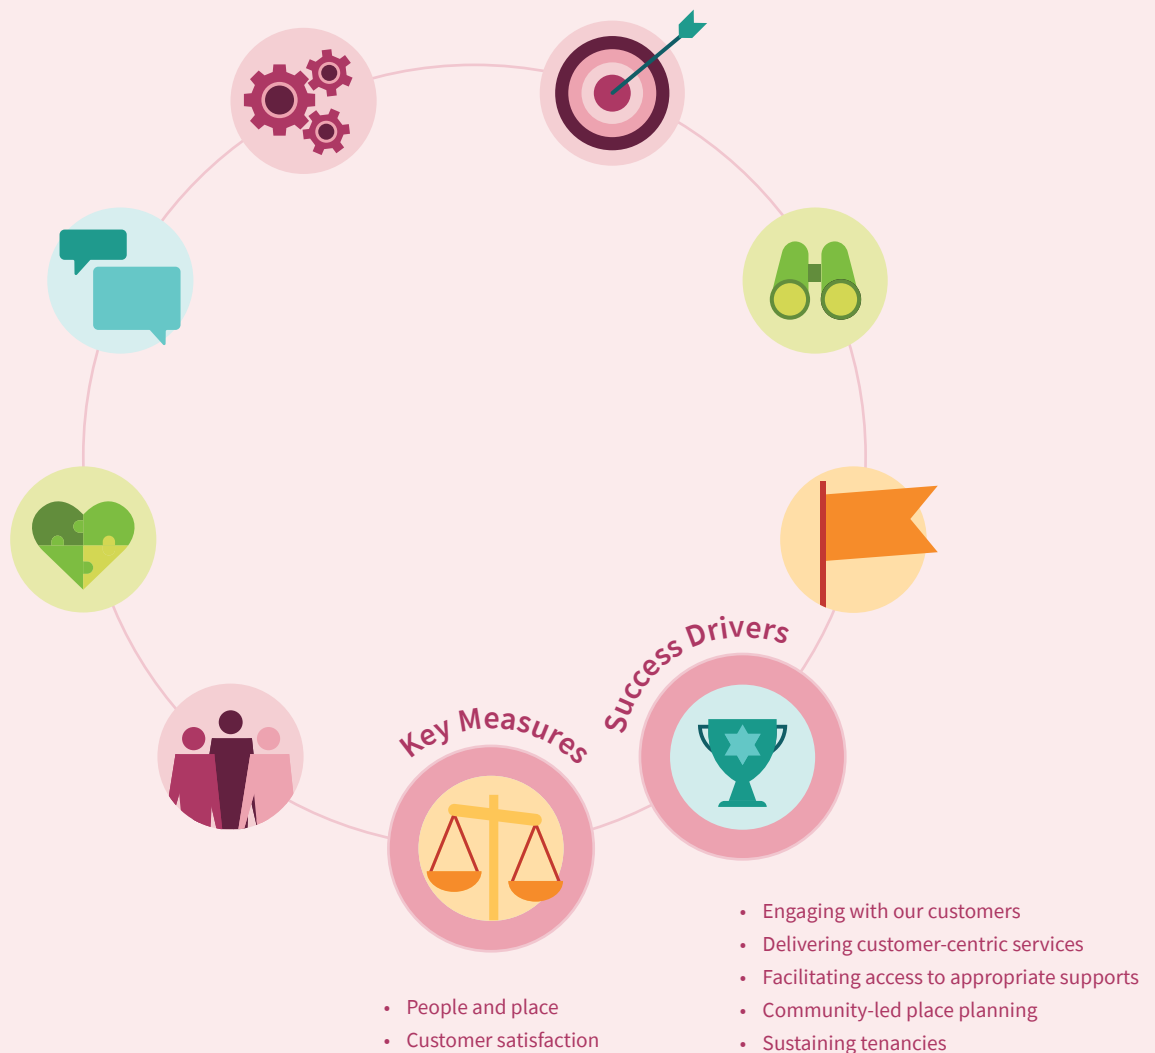 Success Drivers
Key Measures
• Engaging with our customers
• Delivering customer-centric services
• Facilitating access to appropriate supports
• Community-led place planning
• Sustaining tenancies
• People and place
• Customer satisfaction